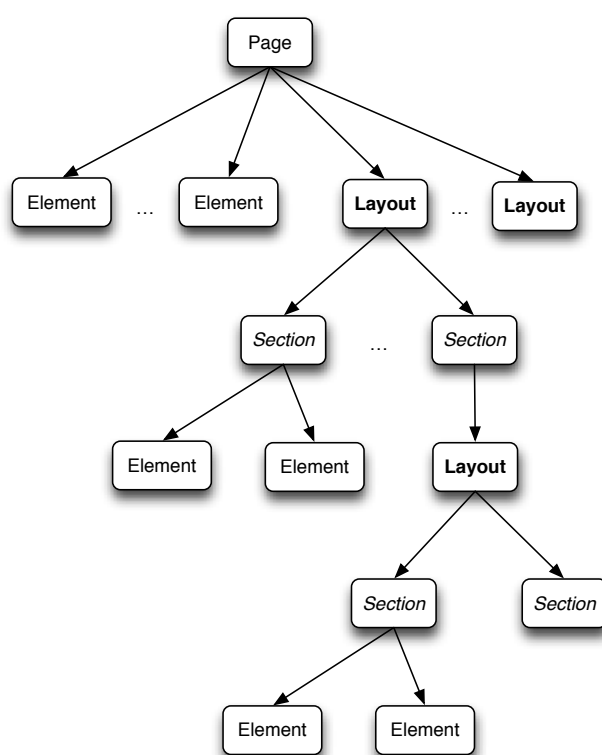 Page
Element ... Element Layout ... Layout
Section ... Section
Element Element Layout
Section Section
Element Element